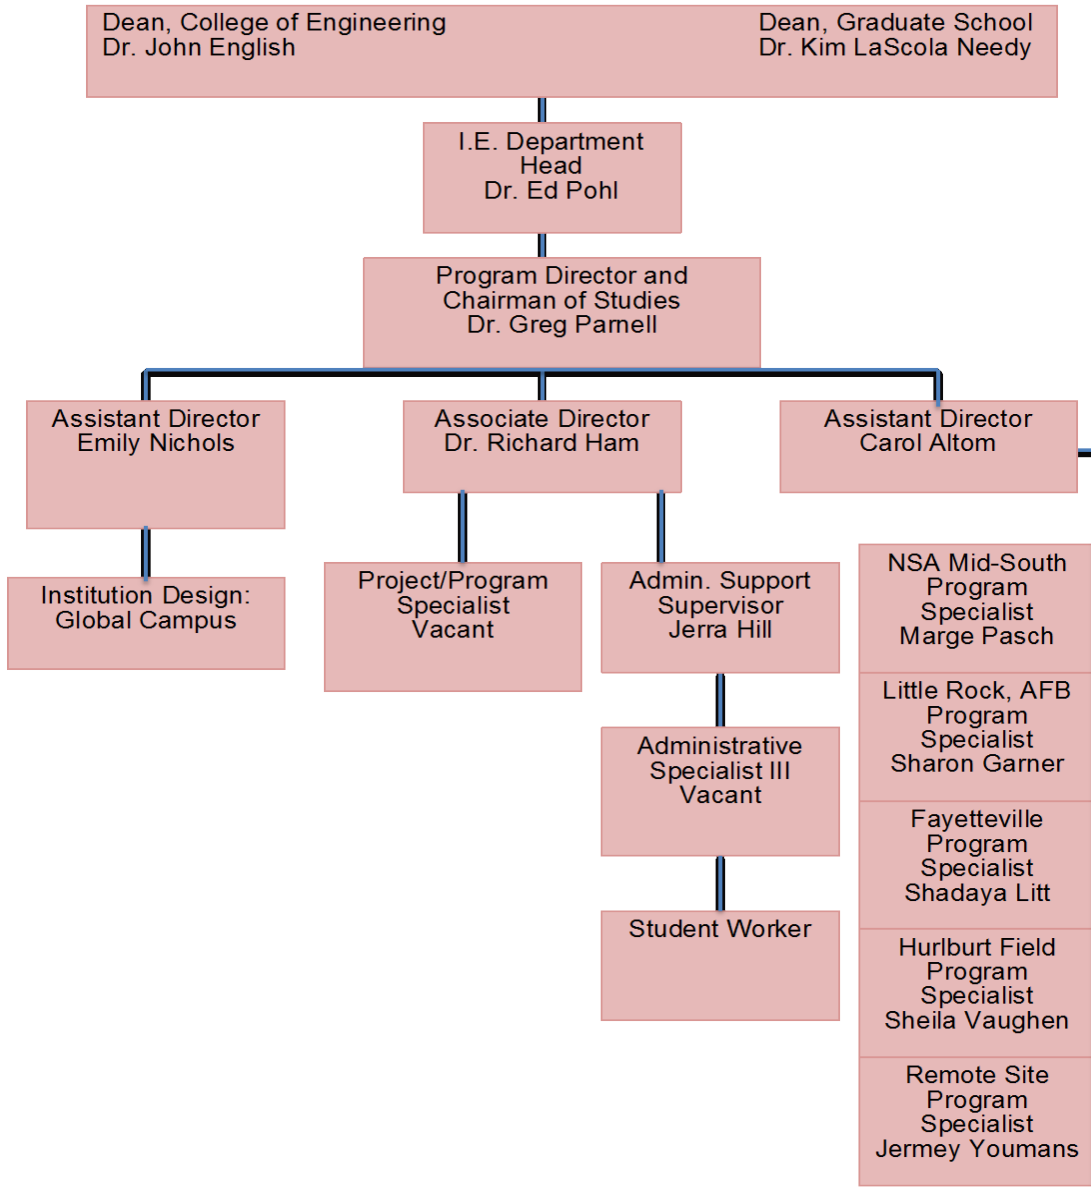 Dean, College of Engineering
Dr. John English
Dean, Graduate School
Dr. Kim LaScola Needy
I.E. Department
Head
Dr. Ed Pohl
Program Director and
Chairman of Studies
Dr. Greg Parnell
Assistant Director
Emily Nichols
Associate Director
Dr. Richard Ham
Assistant Director
Carol Altom
Institution Design:
Global Campus
Project/Program
Specialist
Vacant
Admin. Support
Supervisor
Jerra Hill
Administrative
Specialist III
Vacant
Student Worker
NSA Mid-South
Program
Specialist
Marge Pasch
Little Rock, AFB
Program
Specialist
Sharon Garner
Fayetteville
Program
Specialist
Shadaya Litt
Hurlburt Field
Program
Specialist
Sheila Vaughen
Remote Site
Program
Specialist
Jermey Youmans